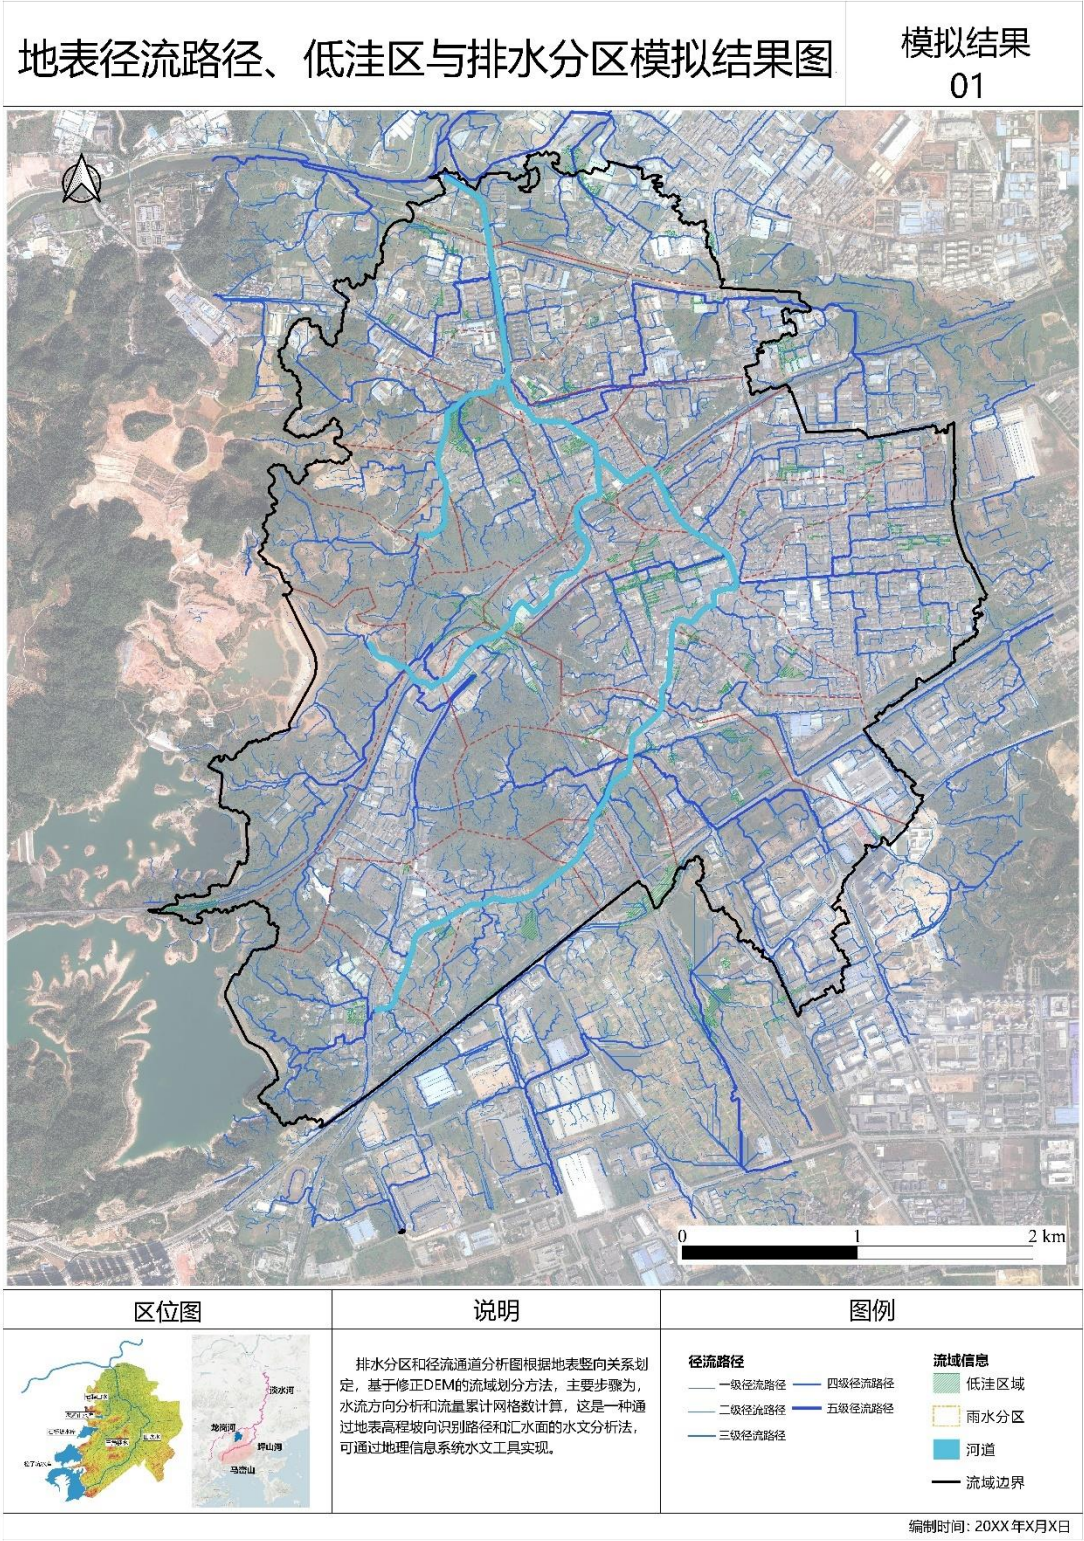 地表径流路径、低洼区与排水分区模拟结果图
模拟结果
01
0 1 2 km
区位图
说明
图例
淡水河
龙岗河
坪山河
马峦山
排水分区和径流通道分析图根据地表竖向关系划
定，基于修正DEM的流域划分方法，主要步骤为，
水流方向分析和流量累计网格数计算，这是一种通
过地表高程坡向识别路径和汇水面的水文分析法，
可通过地理信息系统水文工具实现。
径流路径
一级径流路径
二级径流路径
三级径流路径
四级径流路径
五级径流路径
流域信息
低洼区域
雨水分区
河道
流域边界
编制时间：20XX年X月X日